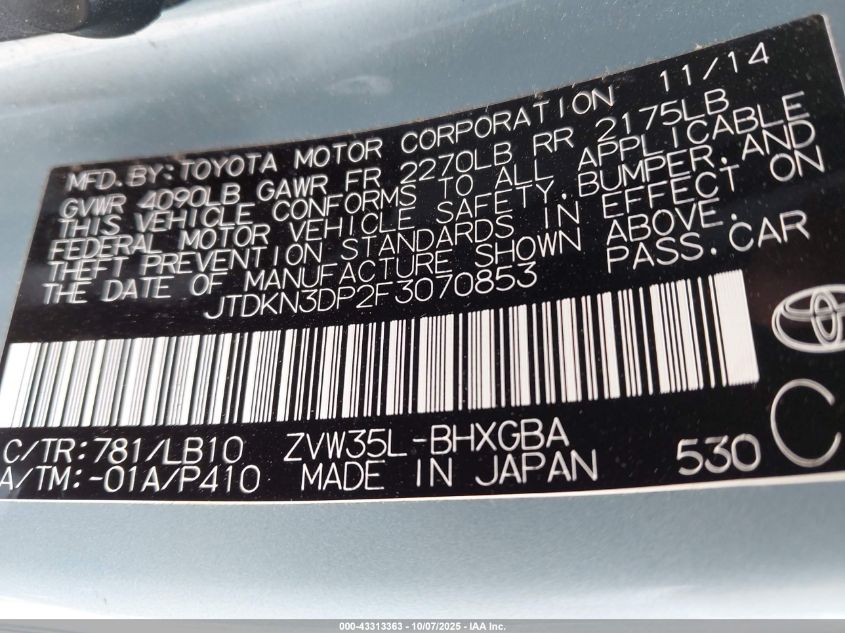 MFD. BY: TOYOTA MOTOR CORPORATION 11/14
GVWR 4090LB GAWR FR 2270LB RR 2175LB
THIS VEHICLE CONFORMS TO ALL APPLICABLE
FEDERAL MOTOR VEHICLE SAFETY, BUMPER, AND
THEFT PREVENTION STANDARDS IN EFFECT ON
THE DATE OF MANUFACTURE SHOWN ABOVE.
JTDKN3DP2F3070853 PASS. CAR
C/TR: 781/LB10 ZVW35L-BHXGBA
A/TM: -01A/P410 MADE IN JAPAN 530 C
000-43313363 - 10/07/2025 - IAA Inc.